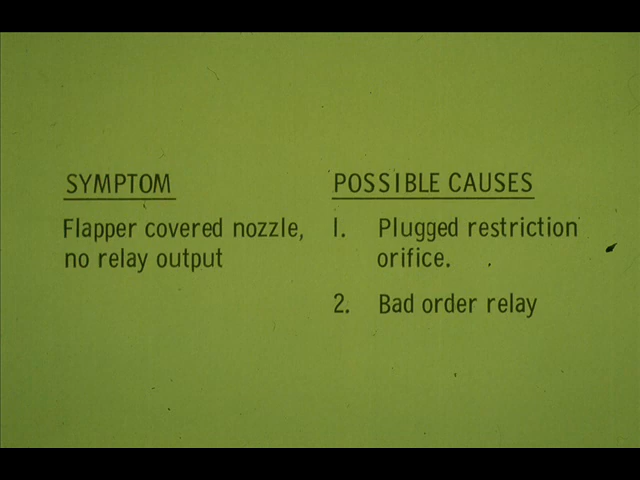 SYMPTOM
Flapper covered nozzle,
no relay output
POSSIBLE CAUSES
1. Plugged restriction
orifice.
2. Bad order relay